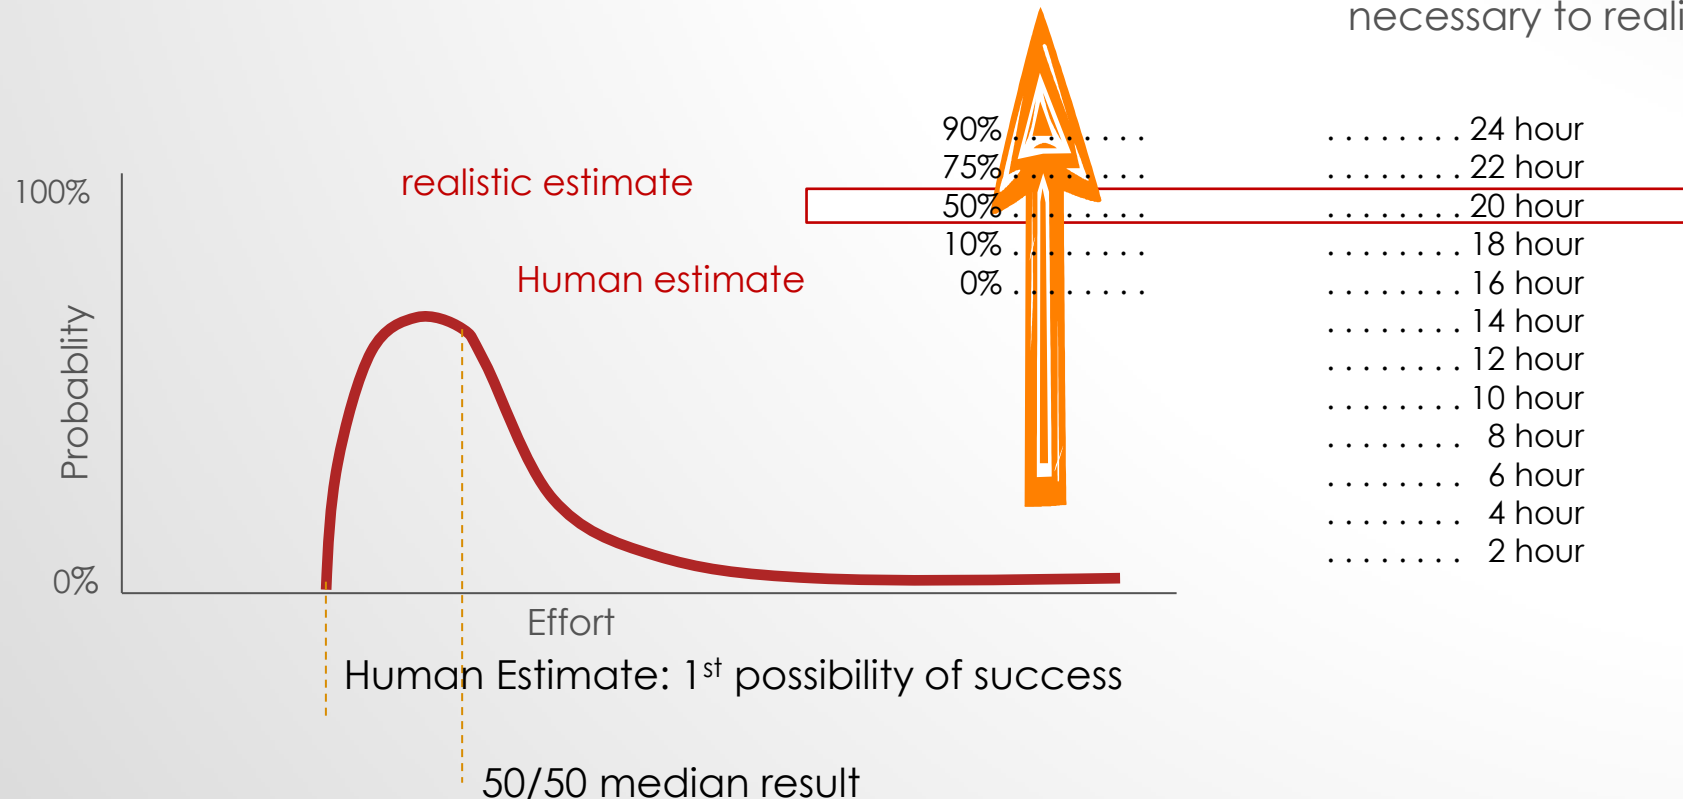 necessary to reali
90% . . . . . . . . . . . . . . . . 24 hour
75% . . . . . . . . . . . . . . . . 22 hour
realistic estimate
100%
50% . . . . . . . . . . . . . . . . 20 hour
10% . . . . . . . . . . . . . . . . 18 hour
Human estimate
0% . . . . . . . . . . . . . . . . 16 hour
. . . . . . . . 14 hour
. . . . . . . . 12 hour
. . . . . . . . 10 hour
. . . . . . . . 8 hour
. . . . . . . . 6 hour
. . . . . . . . 4 hour
. . . . . . . . 2 hour
Probablity
0%
Effort
Human Estimate: 1st possibility of success
50/50 median result